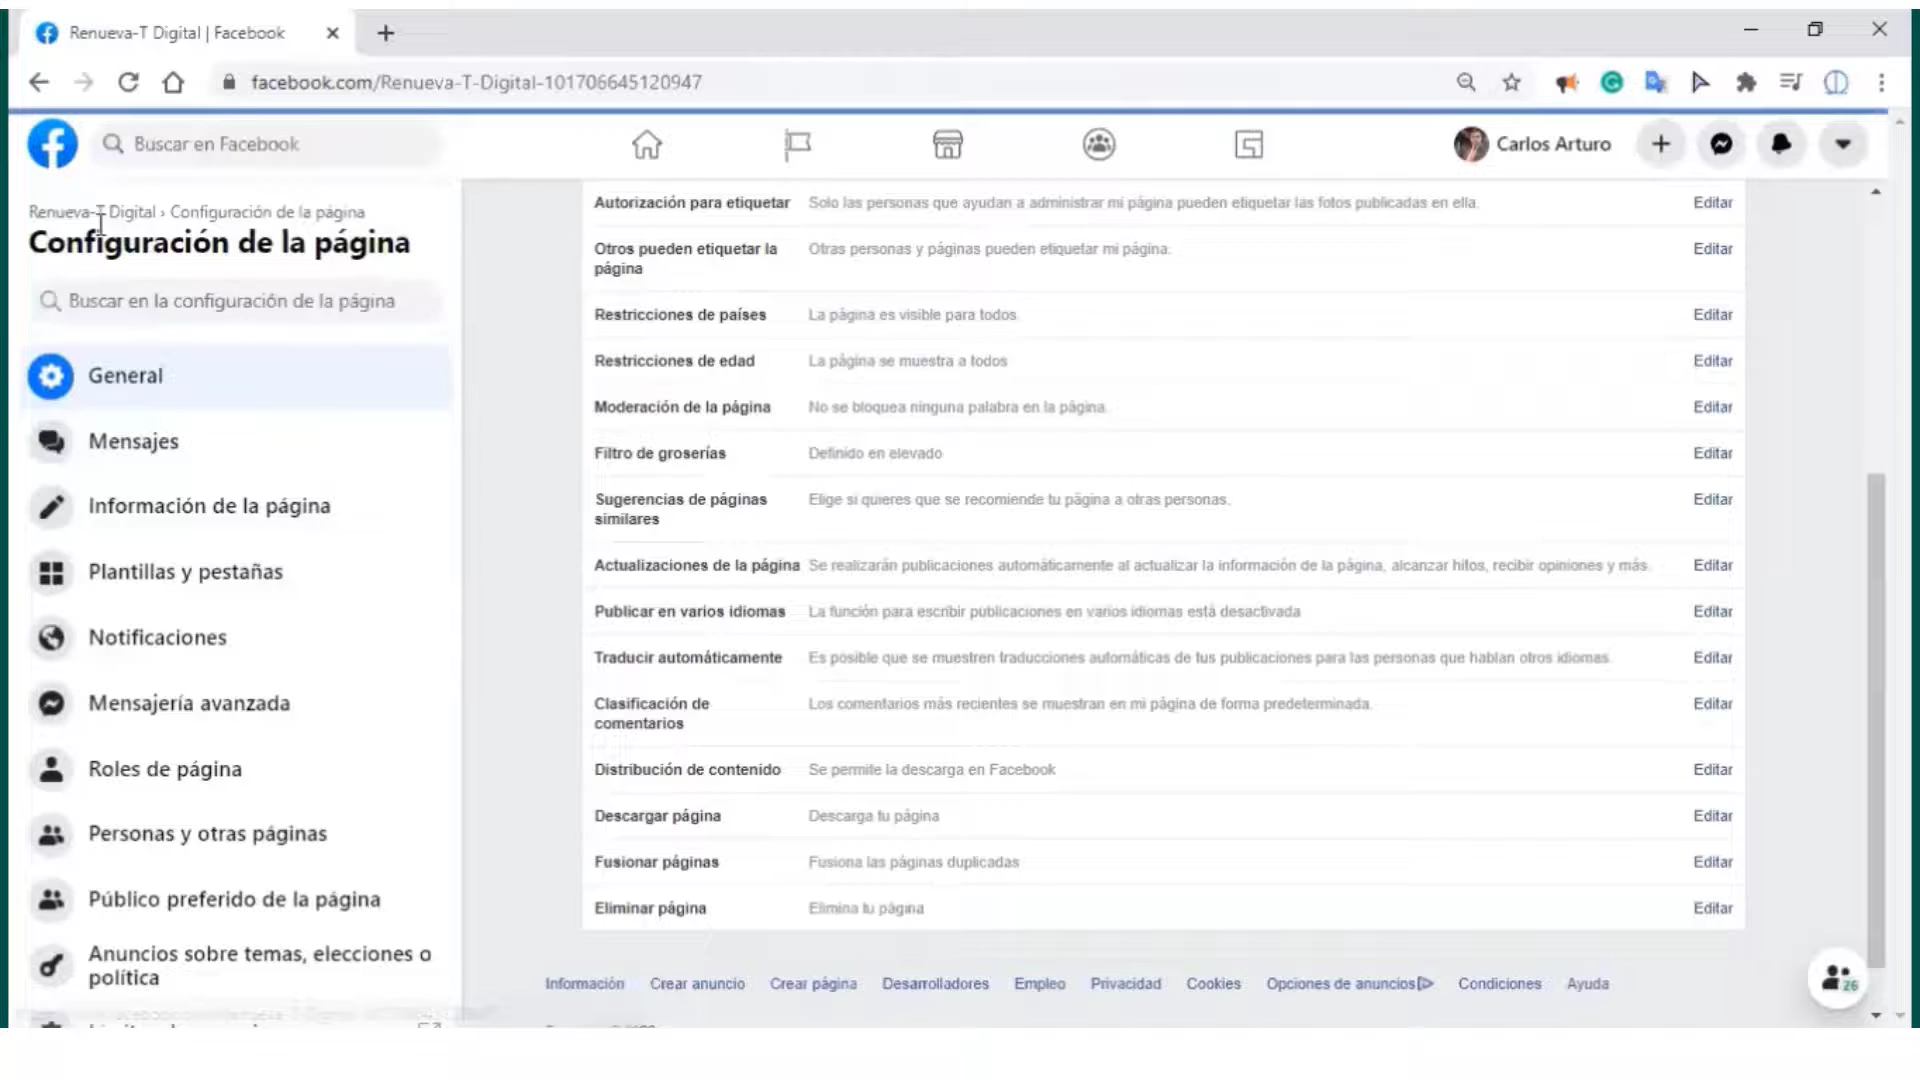 Renueva-T Digital | Facebook
facebook.com/Renueva-T-Digital-101706645120947
Buscar en Facebook
Carlos Arturo
Renueva-T Digital › Configuración de la página
Configuración de la página
Buscar en la configuración de la página
General
Mensajes
Información de la página
Plantillas y pestañas
Notificaciones
Mensajería avanzada
Roles de página
Personas y otras páginas
Público preferido de la página
Anuncios sobre temas, elecciones o
política
Autorización para etiquetar Solo las personas que ayudan a administrar mi página pueden etiquetar las fotos publicadas en ella. Editar
Otros pueden etiquetar la Otras personas y páginas pueden etiquetar mi página. Editar
página
Restricciones de países La página es visible para todos. Editar
Restricciones de edad La página se muestra a todos Editar
Moderación de la página No se bloquea ninguna palabra en la página. Editar
Filtro de groserías Definido en elevado Editar
Sugerencias de páginas Elige si quieres que se recomiende tu página a otras personas. Editar
similares
Actualizaciones de la página Se realizarán publicaciones automáticamente al actualizar la información de la página, alcanzar hitos, recibir opiniones y más. Editar
Publicar en varios idiomas La función para escribir publicaciones en varios idiomas está desactivada Editar
Traducir automáticamente Es posible que se muestren traducciones automáticas de tus publicaciones para las personas que hablan otros idiomas. Editar
Clasificación de Los comentarios más recientes se muestran en mi página de forma predeterminada. Editar
comentarios
Distribución de contenido Se permite la descarga en Facebook Editar
Descargar página Descarga tu página Editar
Fusionar páginas Fusiona las páginas duplicadas Editar
Eliminar página Elimina tu página Editar
Información Crear anuncio Crear página Desarrolladores Empleo Privacidad Cookies Opciones de anuncios Condiciones Ayuda
26